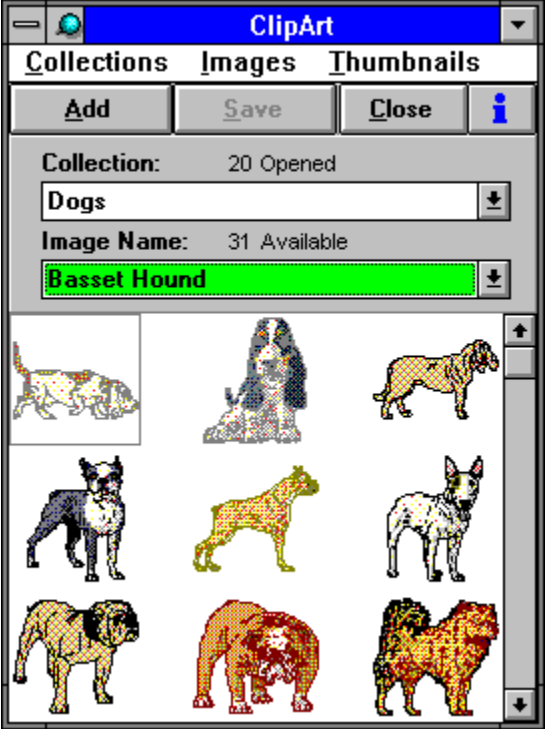 ClipArt
Collections Images Thumbnails
Add Save Close i
Collection: 20 Opened
Dogs
Image Name: 31 Available
Basset Hound